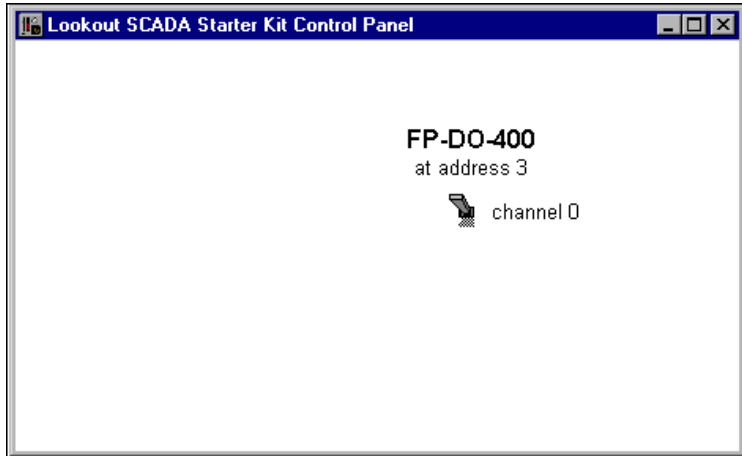 Lookout SCADA Starter Kit Control Panel
FP-DO-400
at address 3
channel 0